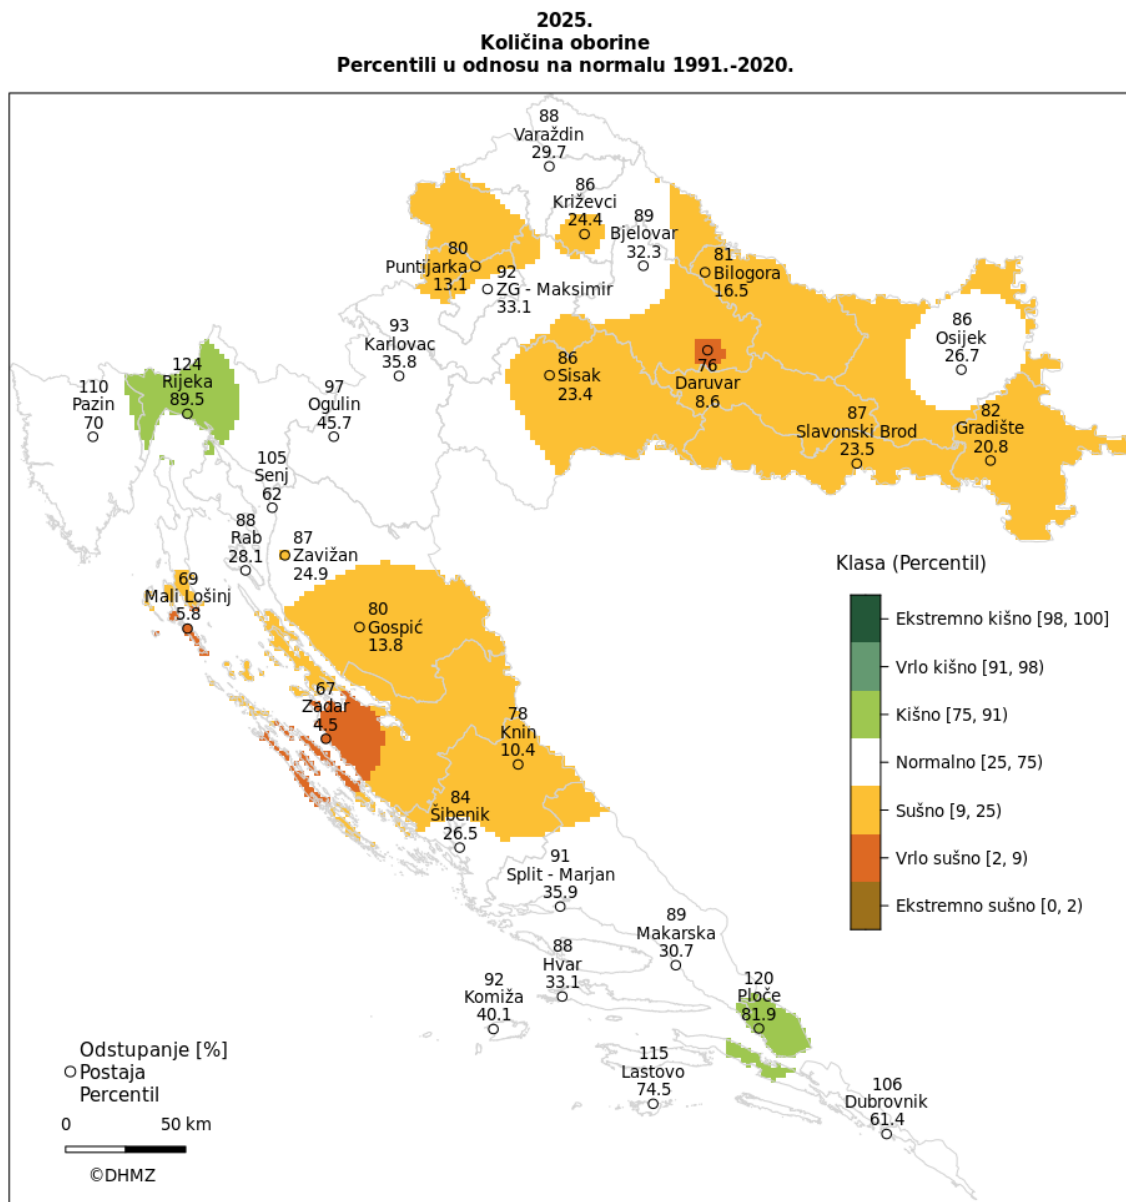 2025.
Količina oborine
Percentili u odnosu na normalu 1991.-2020.
88
Varaždin
29.7
86
Križevci
24.4
89
Bjelovar
32.3
80
Puntijarka
13.1
92
ZG - Maksimir
33.1
81
Bilogora
16.5
86
Osijek
26.7
93
Karlovac
35.8
86
Sisak
23.4
76
Daruvar
8.6
124
Rijeka
89.5
110
Pazin
70
97
Ogulin
45.7
87
Slavonski Brod
23.5
82
Gradište
20.8
105
Senj
62
88
Rab
28.1
87
Zavižan
24.9
69
Mali Lošinj
5.8
80
Gospić
13.8
67
Zadar
4.5
78
Knin
10.4
84
Šibenik
26.5
91
Split - Marjan
35.9
89
Makarska
30.7
88
Hvar
33.1
92
Komiža
40.1
120
Ploče
81.9
115
Lastovo
74.5
106
Dubrovnik
61.4
Klasa (Percentil)
Ekstremno kišno [98, 100]
Vrlo kišno [91, 98)
Kišno [75, 91)
Normalno [25, 75)
Sušno [9, 25)
Vrlo sušno [2, 9)
Ekstremno sušno [0, 2)
Odstupanje [%]
Postaja
Percentil
0 50 km
©DHMZ